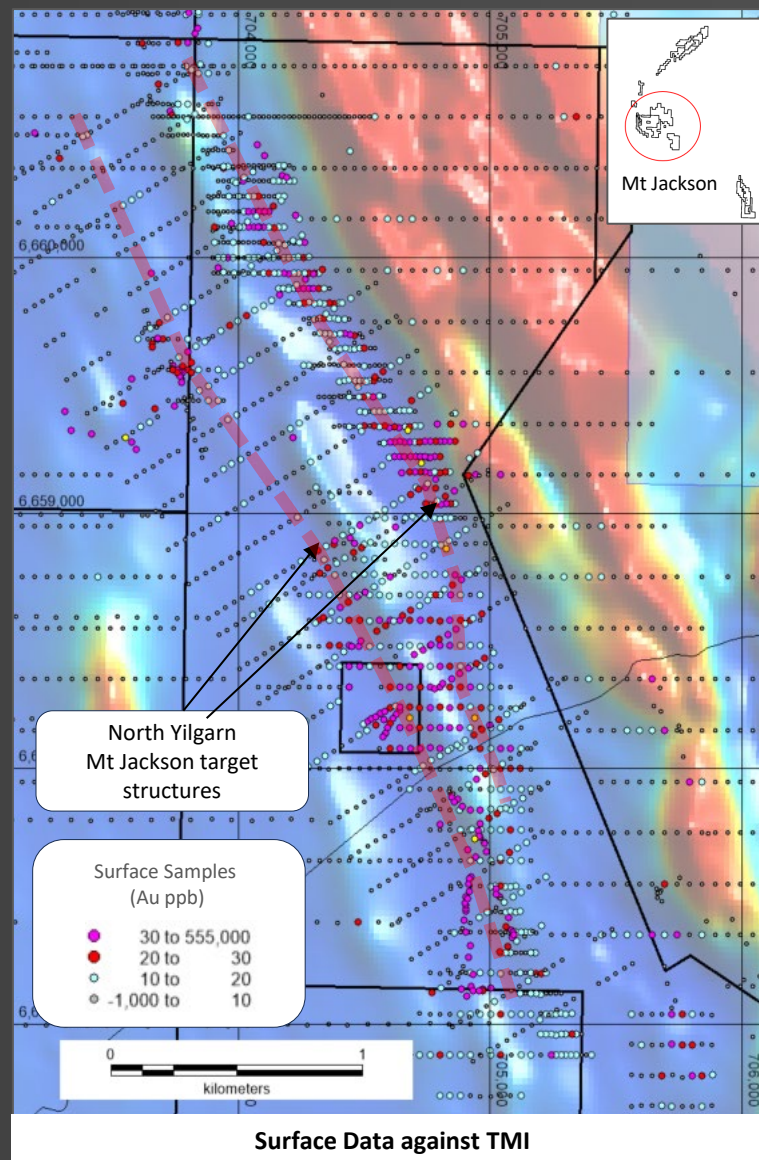 704,000
705,000
Mt Jackson
6,660,000
6,659,000
North Yilgarn
Mt Jackson target
structures
Surface Samples
(Au ppb)
30 to 555,000
20 to 30
10 to 20
-1,000 to 10
0 1
kilometers
705,000
706,000
Surface Data against TMI